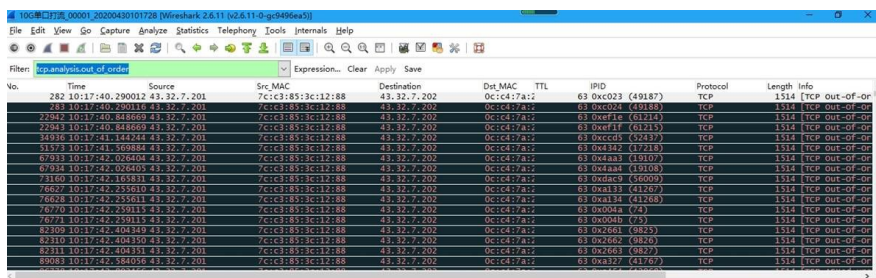 10G单口打流_00001_20200430101728 [Wireshark 2.6.11 (v2.6.11-0-gc9496ea5)]
File Edit View Go Capture Analyze Statistics Telephony Tools Internals Help
Filter: tcp.analysis.out_of_order Expression... Clear Apply Save
No. Time Source Src_MAC Destination Dst_MAC TTL IPID Protocol Length Info
282 10:17:40.290012 43.32.7.201 7c:c3:85:3c:12:88 43.32.7.202 0c:c4:7a:2 63 0xc023 (49187) TCP 1514 [TCP Out-Of-Or
283 10:17:40.290116 43.32.7.201 7c:c3:85:3c:12:88 43.32.7.202 0c:c4:7a:2 63 0xc024 (49188) TCP 1514 [TCP Out-Of-Or
22942 10:17:40.848669 43.32.7.201 7c:c3:85:3c:12:88 43.32.7.202 0c:c4:7a:2 63 0xef1e (61214) TCP 1514 [TCP Out-Of-Or
22943 10:17:40.848669 43.32.7.201 7c:c3:85:3c:12:88 43.32.7.202 0c:c4:7a:2 63 0xef1f (61215) TCP 1514 [TCP Out-Of-Or
34936 10:17:41.144244 43.32.7.201 7c:c3:85:3c:12:88 43.32.7.202 0c:c4:7a:2 63 0xccd5 (52437) TCP 1514 [TCP Out-Of-Or
51573 10:17:41.569884 43.32.7.201 7c:c3:85:3c:12:88 43.32.7.202 0c:c4:7a:2 63 0x4342 (17218) TCP 1514 [TCP Out-Of-Or
67933 10:17:42.026404 43.32.7.201 7c:c3:85:3c:12:88 43.32.7.202 0c:c4:7a:2 63 0x4aa3 (19107) TCP 1514 [TCP Out-Of-Or
67934 10:17:42.026405 43.32.7.201 7c:c3:85:3c:12:88 43.32.7.202 0c:c4:7a:2 63 0x4aa4 (19108) TCP 1514 [TCP Out-Of-Or
73160 10:17:42.165831 43.32.7.201 7c:c3:85:3c:12:88 43.32.7.202 0c:c4:7a:2 63 0xdac9 (56009) TCP 1514 [TCP Out-Of-Or
76627 10:17:42.255610 43.32.7.201 7c:c3:85:3c:12:88 43.32.7.202 0c:c4:7a:2 63 0xa133 (41267) TCP 1514 [TCP Out-Of-Or
76628 10:17:42.255611 43.32.7.201 7c:c3:85:3c:12:88 43.32.7.202 0c:c4:7a:2 63 0xa134 (41268) TCP 1514 [TCP Out-Of-Or
76770 10:17:42.259115 43.32.7.201 7c:c3:85:3c:12:88 43.32.7.202 0c:c4:7a:2 63 0x004a (74) TCP 1514 [TCP Out-Of-Or
76771 10:17:42.259115 43.32.7.201 7c:c3:85:3c:12:88 43.32.7.202 0c:c4:7a:2 63 0x004b (75) TCP 1514 [TCP Out-Of-Or
82309 10:17:42.404349 43.32.7.201 7c:c3:85:3c:12:88 43.32.7.202 0c:c4:7a:2 63 0x2661 (9825) TCP 1514 [TCP Out-Of-Or
82310 10:17:42.404350 43.32.7.201 7c:c3:85:3c:12:88 43.32.7.202 0c:c4:7a:2 63 0x2662 (9826) TCP 1514 [TCP Out-Of-Or
82311 10:17:42.404351 43.32.7.201 7c:c3:85:3c:12:88 43.32.7.202 0c:c4:7a:2 63 0x2663 (9827) TCP 1514 [TCP Out-Of-Or
89083 10:17:42.584056 43.32.7.201 7c:c3:85:3c:12:88 43.32.7.202 0c:c4:7a:2 63 0xa327 (41767) TCP 1514 [TCP Out-Of-Or